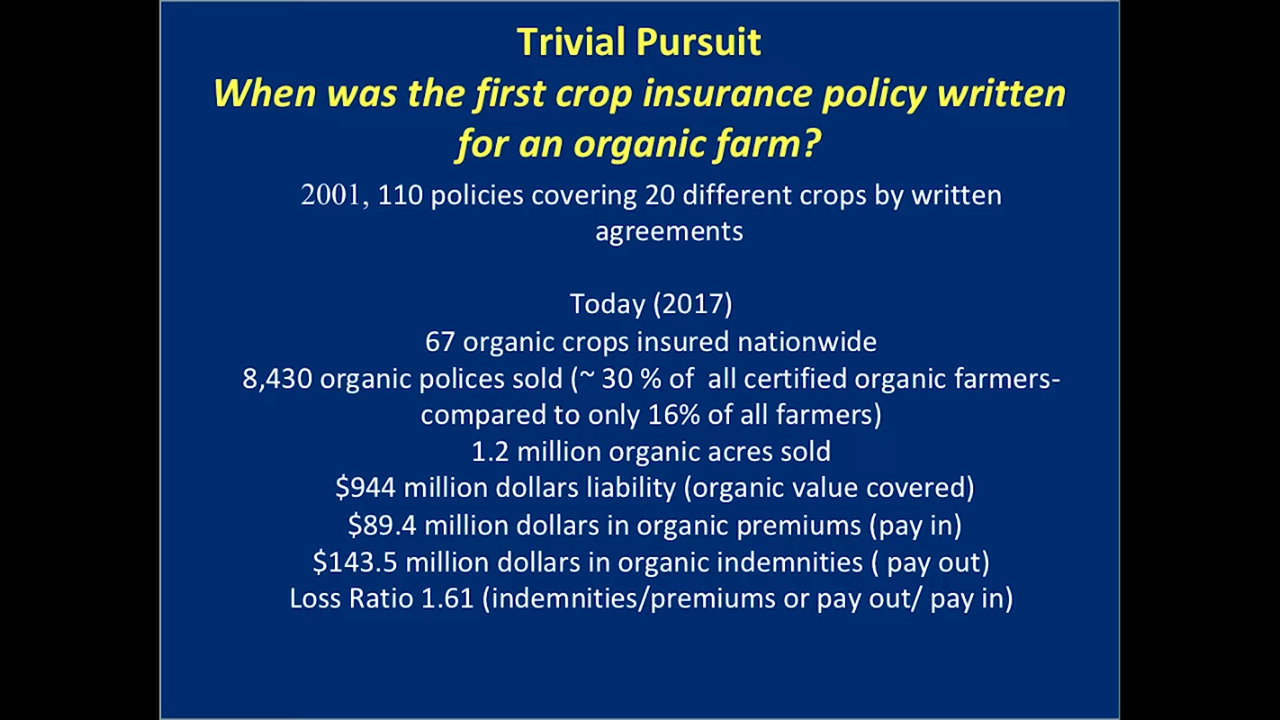 Trivial Pursuit
When was the first crop insurance policy written
for an organic farm?
2001, 110 policies covering 20 different crops by written
agreements
Today (2017)
67 organic crops insured nationwide
8,430 organic polices sold (~ 30 % of  all certified organic farmers-
compared to only 16% of all farmers)
1.2 million organic acres sold
$944 million dollars liability (organic value covered)
$89.4 million dollars in organic premiums (pay in)
$143.5 million dollars in organic indemnities ( pay out)
Loss Ratio 1.61 (indemnities/premiums or pay out/ pay in)